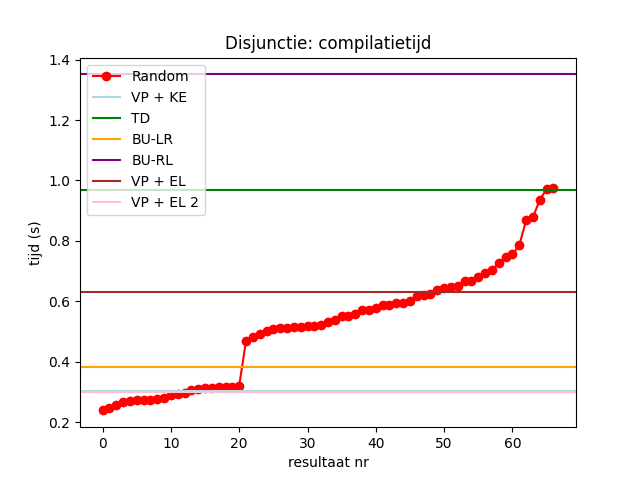 Disjunctie: compilatietijd
Random
VP + KE
TD
BU-LR
BU-RL
VP + EL
VP + EL 2
tijd (s)
1.4
1.2
1.0
0.8
0.6
0.4
0.2
0 10 20 30 40 50 60
resultaat nr